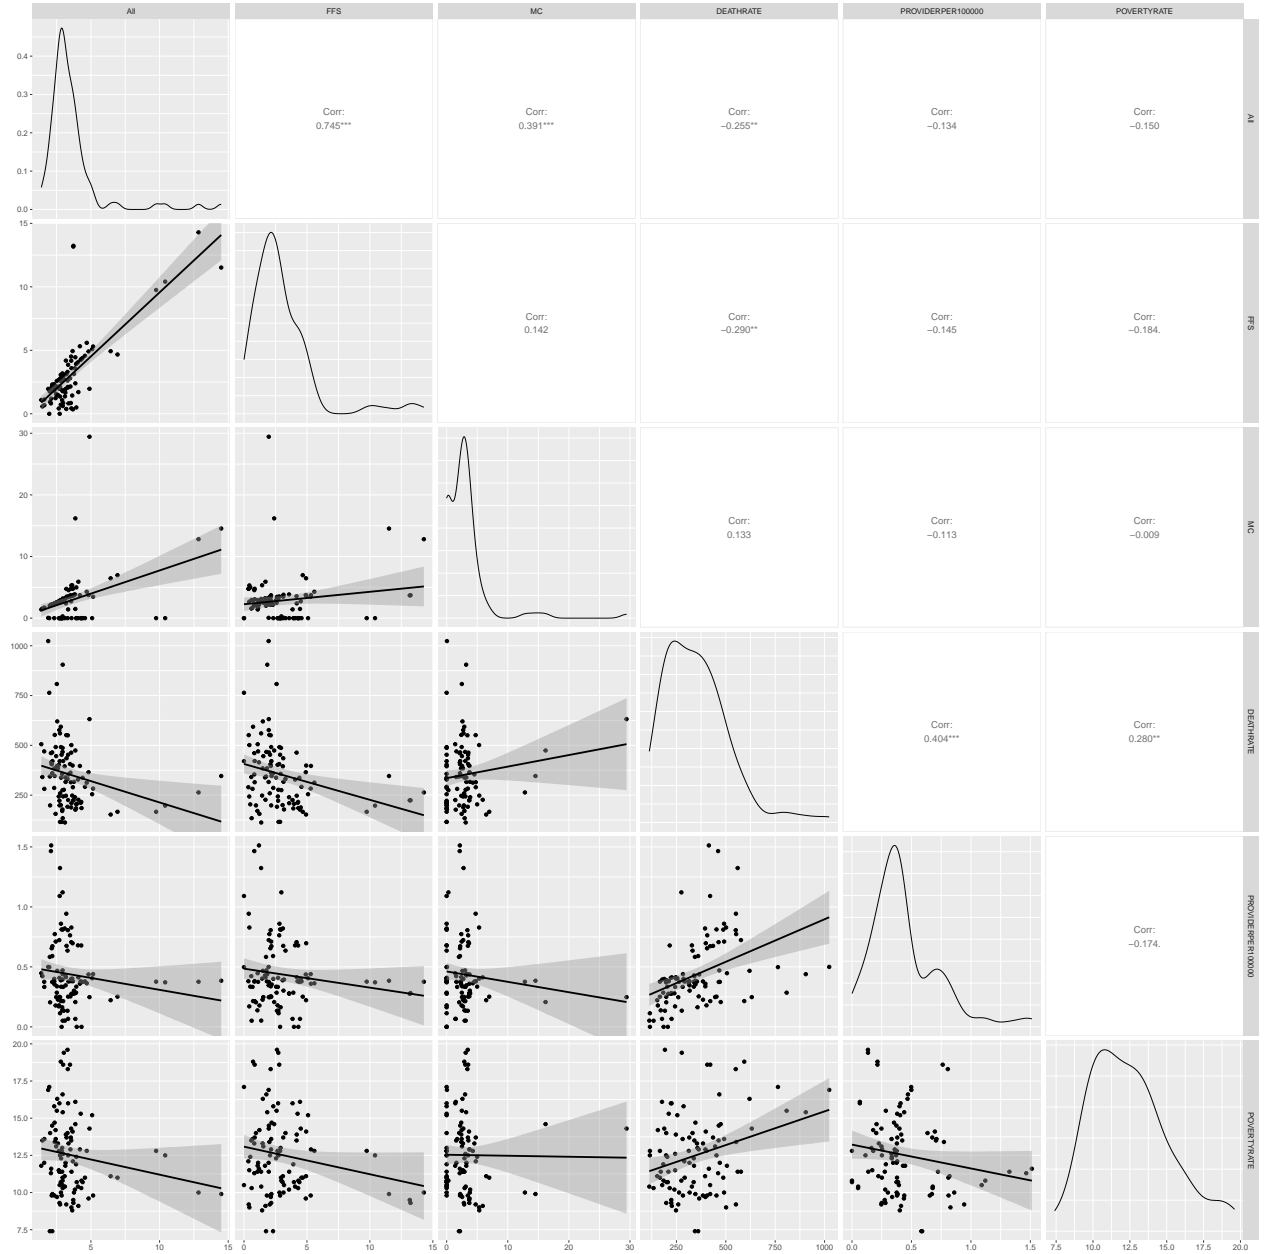 All FFS MC DEATHRATE PROVIDERPER100000 POVERTYRATE
0.4
0.3
0.2
0.1
0.0
Corr:
0.745***
Corr:
0.391***
Corr:
−0.255**
Corr:
−0.134
Corr:
−0.150
All
15
10
5
0
Corr:
0.142
Corr:
−0.290**
Corr:
−0.145
Corr:
−0.184.
FFS
30
20
10
0
Corr:
0.133
Corr:
−0.113
Corr:
−0.009
MC
1000
750
500
250
Corr:
0.404***
Corr:
0.280**
DEATHRATE
1.5
1.0
0.5
0.0
Corr:
−0.174.
PROVIDERPER100000
20.0
17.5
15.0
12.5
10.0
7.5
POVERTYRATE
5 10 15 0 5 10 15 0 10 20 30 250 500 750 1000 0.0 0.5 1.0 1.5 7.5 10.0 12.5 15.0 17.5 20.0